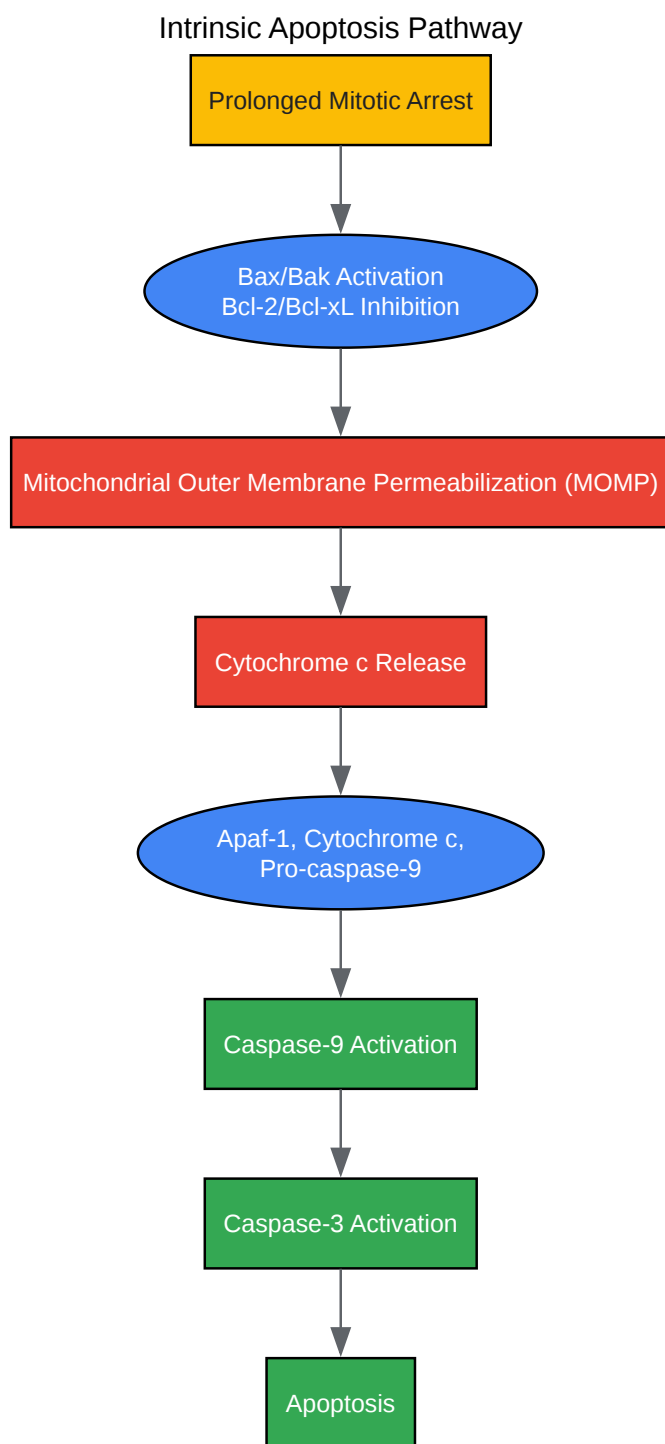 Intrinsic Apoptosis Pathway
Prolonged Mitotic Arrest
Bax/Bak Activation
Bcl-2/Bcl-xL Inhibition
Mitochondrial Outer Membrane Permeabilization (MOMP)
Cytochrome c Release
Apaf-1, Cytochrome c,
Pro-caspase-9
Caspase-9 Activation
Caspase-3 Activation
Apoptosis